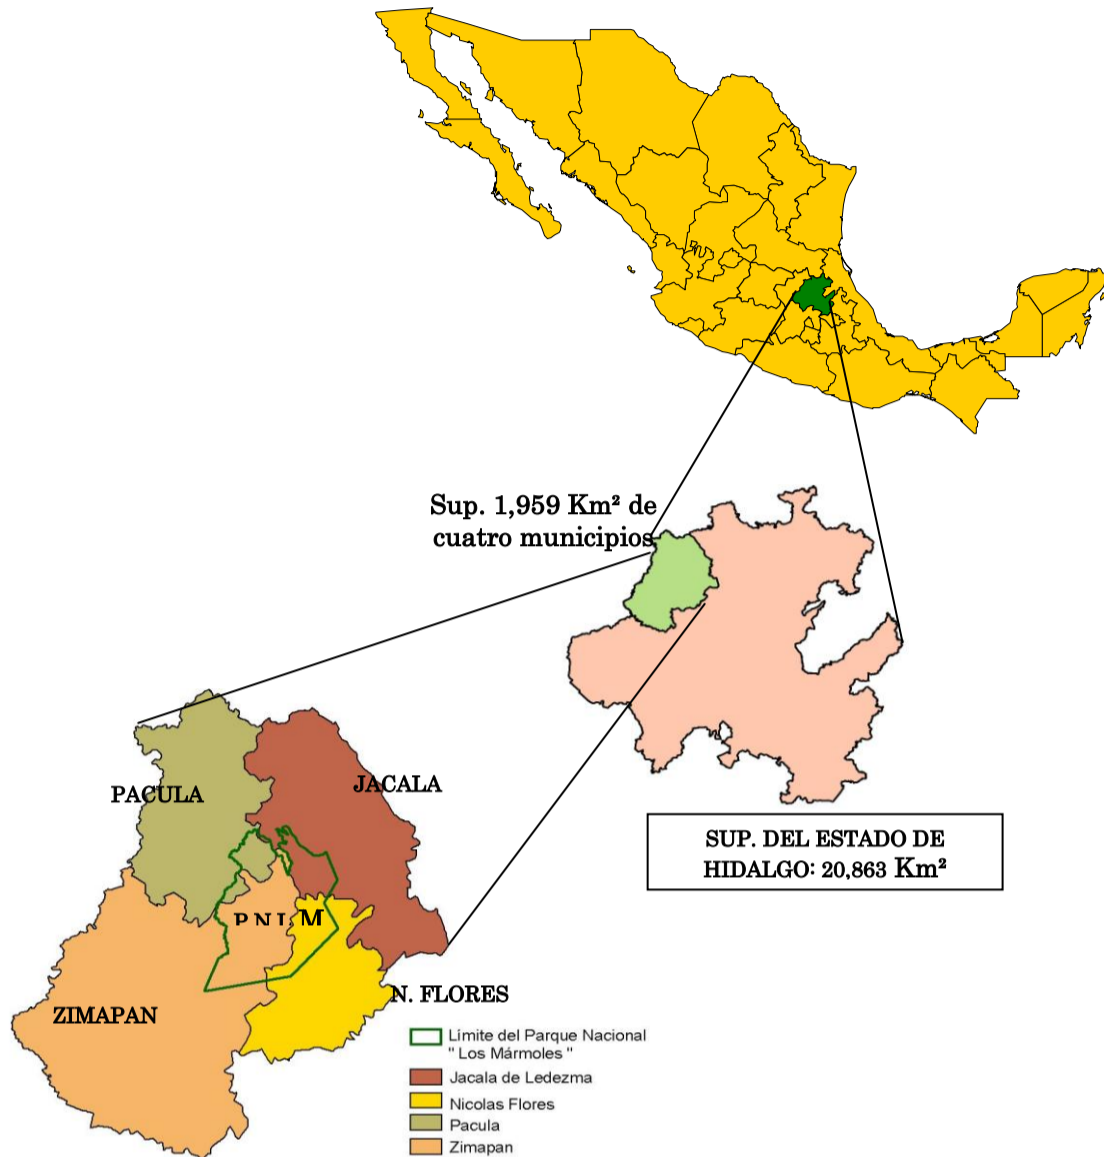 Sup. 1,959 Km² de
cuatro municipios
PACULA
JACALA
SUP. DEL ESTADO DE
HIDALGO: 20,863 Km²
P N L M
ZIMAPAN
N. FLORES
Límite del Parque Nacional
" Los Mármoles "
Jacala de Ledezma
Nicolas Flores
Pacula
Zimapan